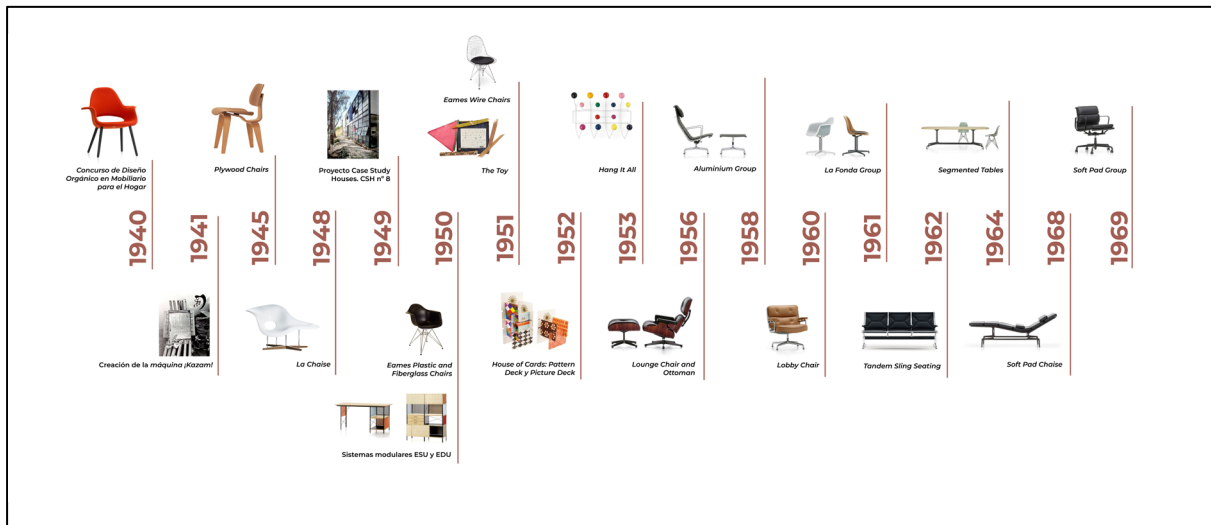 Eames Wire Chairs
Concurso de Diseño
Orgánico en Mobiliario
para el Hogar
Plywood Chairs
Proyecto Case Study
Houses. CSH nº 8
The Toy
Hang It All
Aluminium Group
La Fonda Group
Segmented Tables
Soft Pad Group
1940
1941
1945
1948
1949
1950
1951
1952
1953
1956
1958
1960
1961
1962
1964
1968
1969
Creación de la máquina ¡Kazam!
La Chaise
Eames Plastic and
Fiberglass Chairs
House of Cards: Pattern
Deck y Picture Deck
Lounge Chair and
Ottoman
Lobby Chair
Tandem Sling Seating
Soft Pad Chaise
Sistemas modulares ESU y EDU